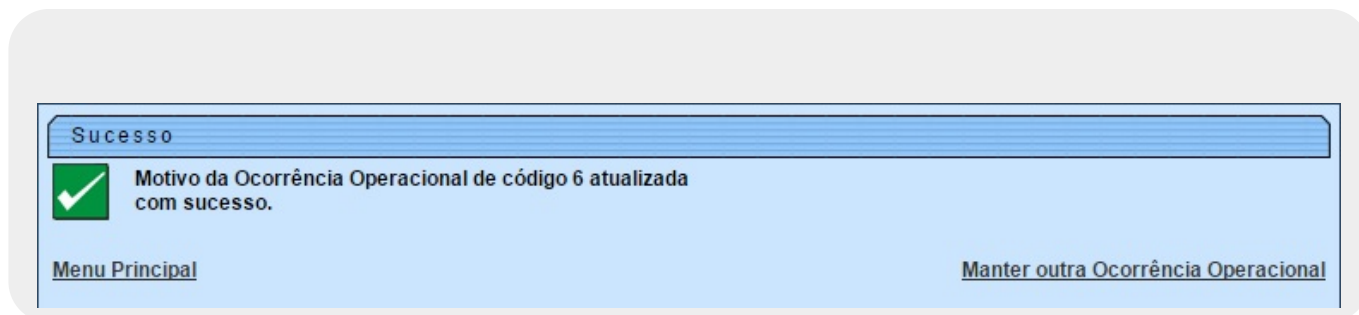 Sucesso
Motivo da Ocorrência Operacional de código 6 atualizada
com sucesso.
Menu Principal
Manter outra Ocorrência Operacional